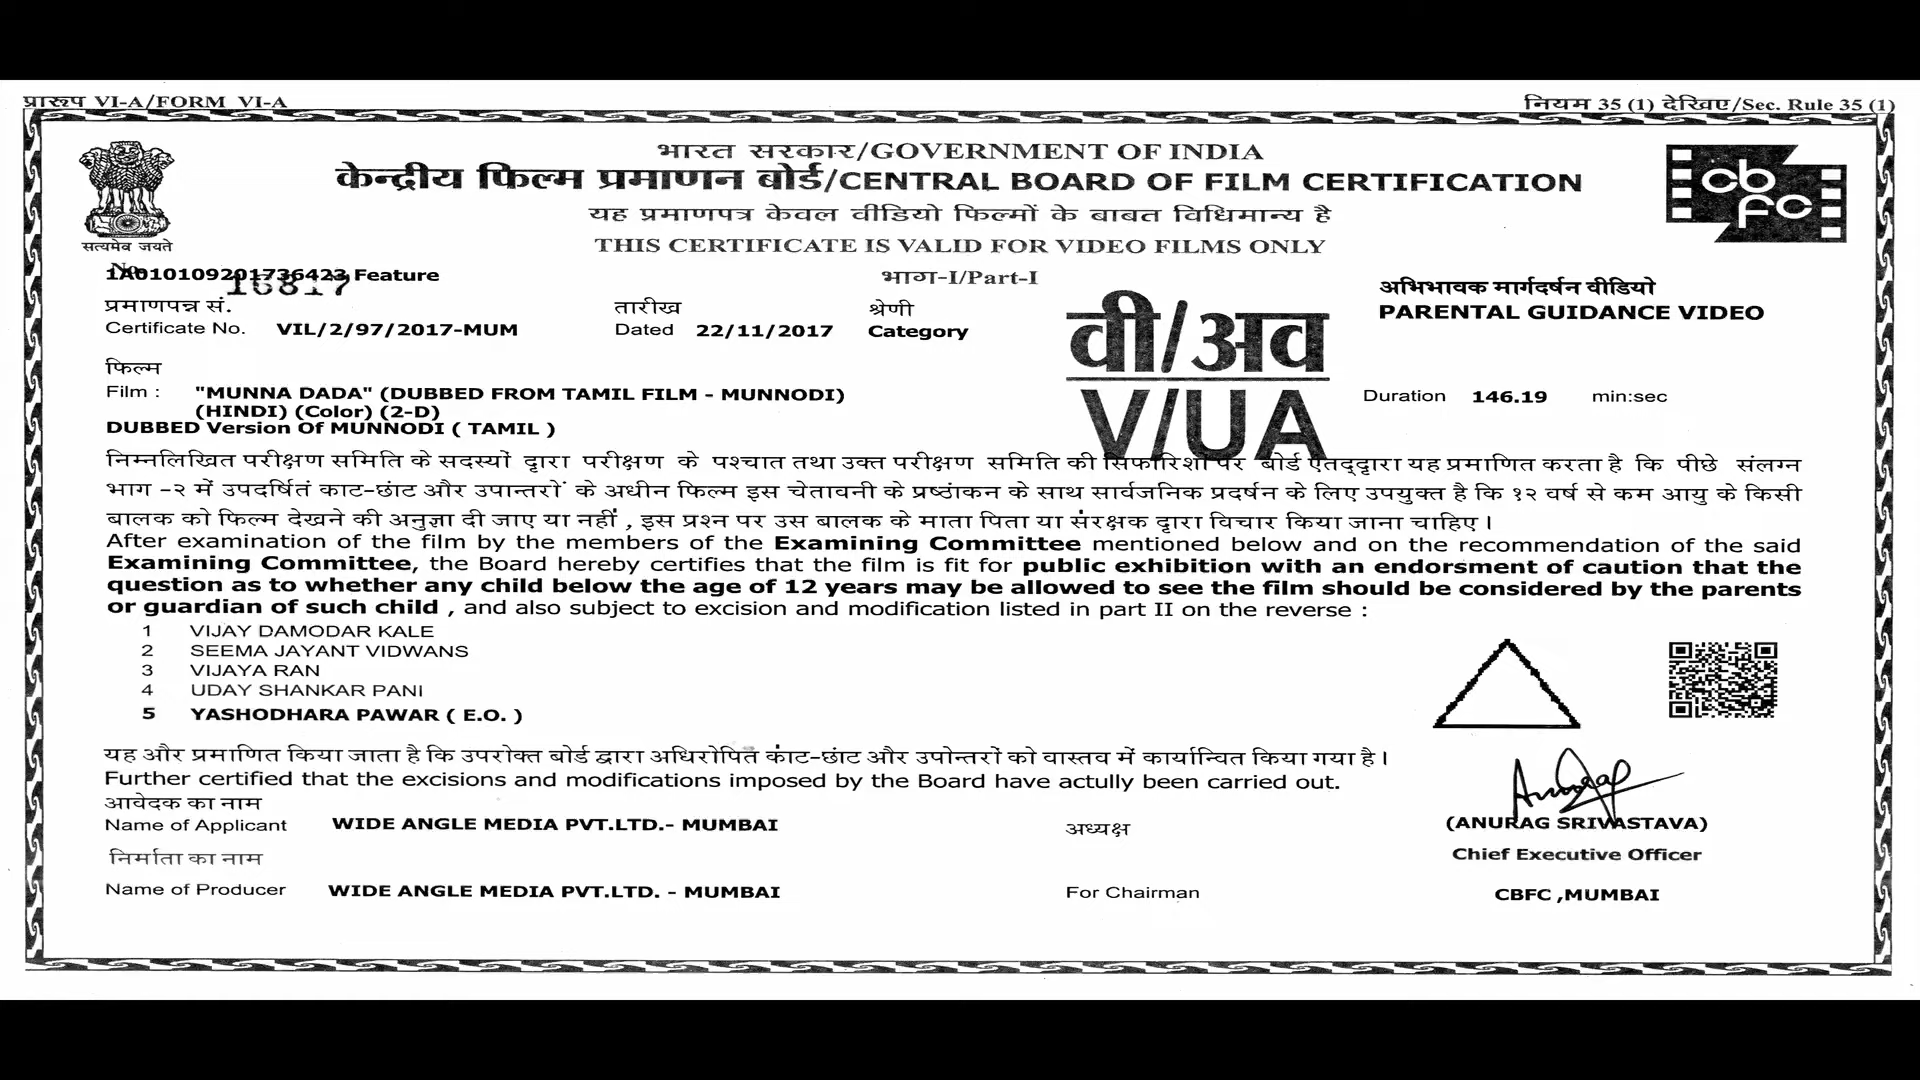 प्रारूप VI-A/FORM VI-A
नियम 35 (1) देखिए/Sec. Rule 35 (1)
भारत सरकार/GOVERNMENT OF INDIA
केन्द्रीय फिल्म प्रमाणन बोर्ड/CENTRAL BOARD OF FILM CERTIFICATION
cbfc
यह प्रमाणपत्र केवल वीडियो फिल्मों के बाबत विधिमान्य है
सत्यमेव जयते
THIS CERTIFICATE IS VALID FOR VIDEO FILMS ONLY
No.
1A010109201736423 Feature
16817
भाग-I/Part-I
अभिभावक मार्गदर्षन वीडियो
PARENTAL GUIDANCE VIDEO
प्रमाणपन्न सं. तारीख श्रेणी
Certificate No. VIL/2/97/2017-MUM Dated 22/11/2017 Category
वी/अव
V/UA
फिल्म
Film : "MUNNA DADA" (DUBBED FROM TAMIL FILM - MUNNODI)
Duration 146.19 min:sec
(HINDI) (Color) (2-D)
DUBBED Version Of MUNNODI ( TAMIL )
निम्नलिखित परीक्षण समिति के सदस्यों द्वारा परीक्षण के पश्चात तथा उक्त परीक्षण समिति की सिफारिशों पर बोर्ड ऐतद्द्वारा यह प्रमाणित करता है कि पीछे संलग्न
भाग -२ में उपदर्षित काट-छांट और उपान्तरों के अधीन फिल्म इस चेतावनी के प्रष्ठांकन के साथ सार्वजनिक प्रदर्षन के लिए उपयुक्त है कि १२ वर्ष से कम आयु के किसी
बालक को फिल्म देखने की अनुज्ञा दी जाए या नहीं , इस प्रश्न पर उस बालक के माता पिता या संरक्षक द्वारा विचार किया जाना चाहिए ।
After examination of the film by the members of the Examining Committee mentioned below and on the recommendation of the said
Examining Committee, the Board hereby certifies that the film is fit for public exhibition with an endorsment of caution that the
question as to whether any child below the age of 12 years may be allowed to see the film should be considered by the parents
or guardian of such child , and also subject to excision and modification listed in part II on the reverse :
1 VIJAY DAMODAR KALE
2 SEEMA JAYANT VIDWANS
3 VIJAYA RAN
4 UDAY SHANKAR PANI
5 YASHODHARA PAWAR ( E.O. )
यह और प्रमाणित किया जाता है कि उपरोक्त बोर्ड द्वारा अधिरोपित कांट-छांट और उपोन्तरों को वास्तव में कार्यान्वित किया गया है ।
Further certified that the excisions and modifications imposed by the Board have actully been carried out.
आवेदक का नाम
Name of Applicant WIDE ANGLE MEDIA PVT.LTD.- MUMBAI
अध्यक्ष
(ANURAG SRIVASTAVA)
निर्माता का नाम
Chief Executive Officer
Name of Producer WIDE ANGLE MEDIA PVT.LTD. - MUMBAI
For Chairman
CBFC ,MUMBAI